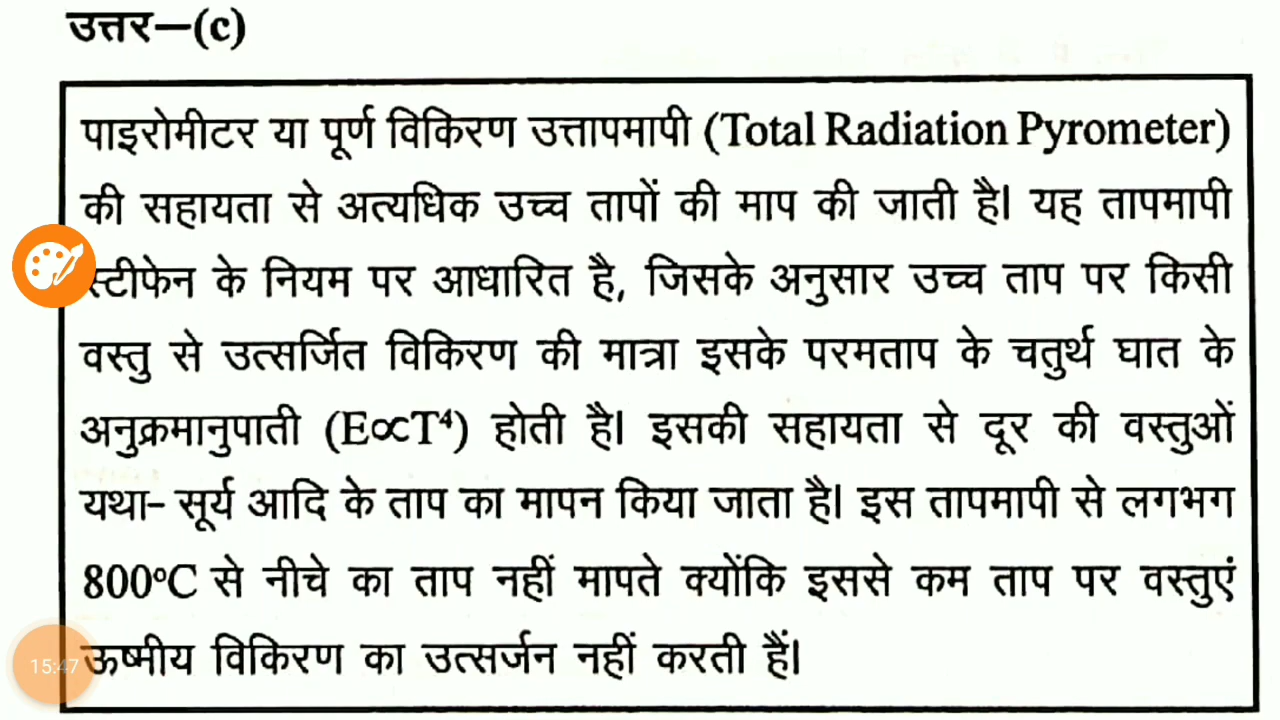 उत्तर—(c)
पाइरोमीटर या पूर्ण विकिरण उत्तापमापी (Total Radiation Pyrometer)
की सहायता से अत्यधिक उच्च तापों की माप की जाती है। यह तापमापी
स्टीफेन के नियम पर आधारित है, जिसके अनुसार उच्च ताप पर किसी
वस्तु से उत्सर्जित विकिरण की मात्रा इसके परमताप के चतुर्थ घात के
अनुक्रमानुपाती (E∝T⁴) होती है। इसकी सहायता से दूर की वस्तुओं
यथा- सूर्य आदि के ताप का मापन किया जाता है। इस तापमापी से लगभग
800°C से नीचे का ताप नहीं मापते क्योंकि इससे कम ताप पर वस्तुएं
15:47
ऊष्मीय विकिरण का उत्सर्जन नहीं करती हैं।